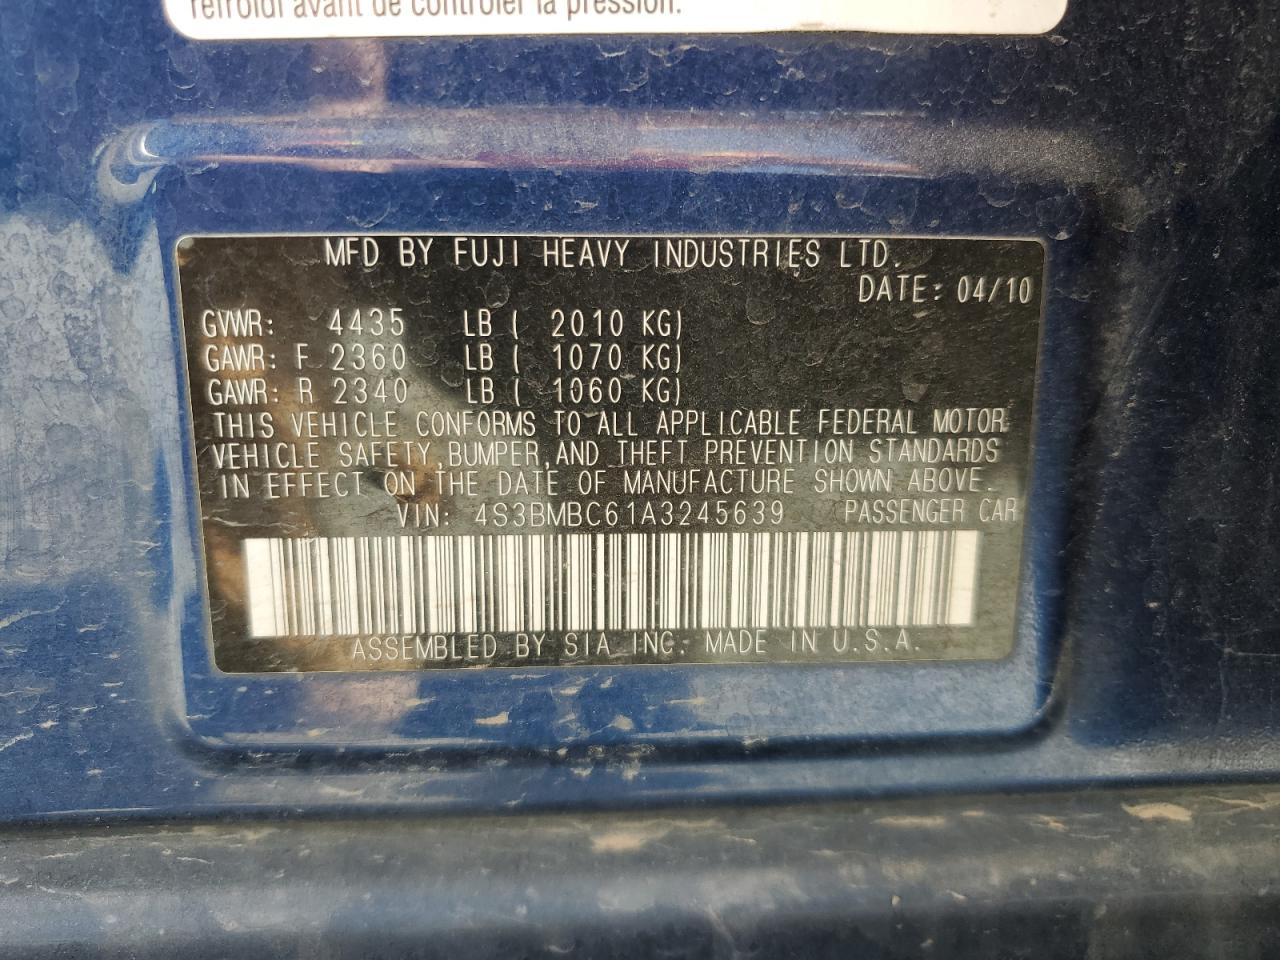 refroidi avant de contrôler la pression.
MFD BY FUJI HEAVY INDUSTRIES LTD.
DATE: 04/10
GVWR: 4435 LB ( 2010 KG)
GAWR: F 2360 LB ( 1070 KG)
GAWR: R 2340 LB ( 1060 KG)
THIS VEHICLE CONFORMS TO ALL APPLICABLE FEDERAL MOTOR
VEHICLE SAFETY,BUMPER,AND THEFT PREVENTION STANDARDS
IN EFFECT ON THE DATE OF MANUFACTURE SHOWN ABOVE.
VIN: 4S3BMBC61A3245639 PASSENGER CAR
ASSEMBLED BY SIA INC. MADE IN U.S.A.